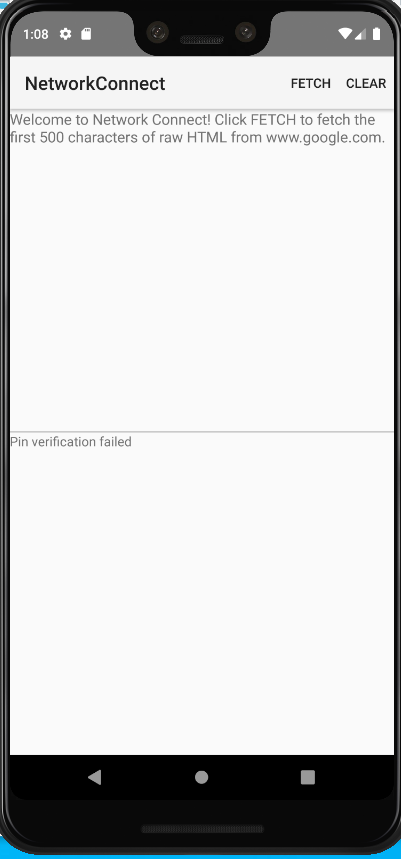 1:08
NetworkConnect FETCH CLEAR
Welcome to Network Connect! Click FETCH to fetch the
first 500 characters of raw HTML from www.google.com.
Pin verification failed